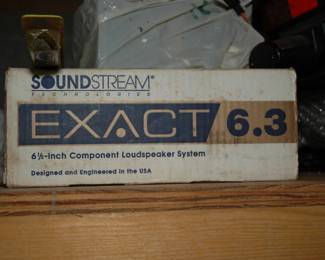 SOUNDSTREAM®
TECHNOLOGIES
EXACT 6.3
6½-inch Component Loudspeaker System
Designed and Engineered in the USA